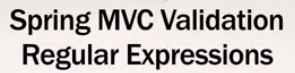 Spring MVC Validation
Regular Expressions